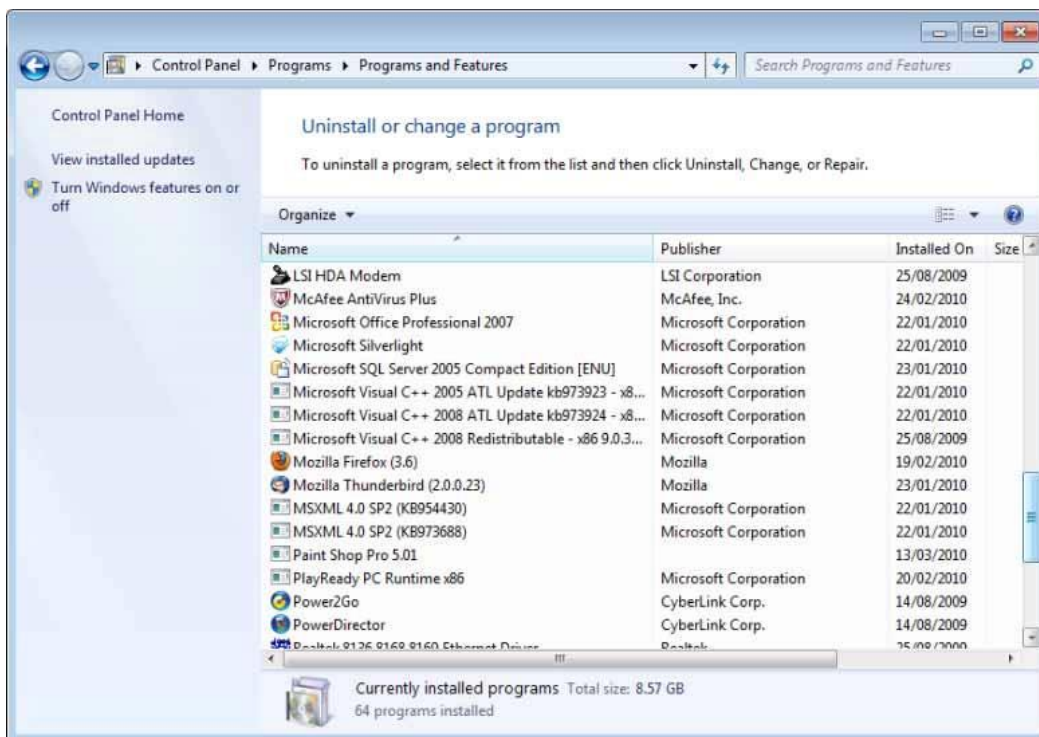 Control Panel Programs Programs and Features Search Programs and Features
Control Panel Home
View installed updates
Turn Windows features on or
off
Uninstall or change a program
To uninstall a program, select it from the list and then click Uninstall, Change, or Repair.
Organize
Name Publisher Installed On Size
LSI HDA Modem LSI Corporation 25/08/2009
McAfee AntiVirus Plus McAfee, Inc. 24/02/2010
Microsoft Office Professional 2007 Microsoft Corporation 22/01/2010
Microsoft Silverlight Microsoft Corporation 22/01/2010
Microsoft SQL Server 2005 Compact Edition [ENU] Microsoft Corporation 23/01/2010
Microsoft Visual C++ 2005 ATL Update kb973923 - x8... Microsoft Corporation 22/01/2010
Microsoft Visual C++ 2008 ATL Update kb973924 - x8... Microsoft Corporation 22/01/2010
Microsoft Visual C++ 2008 Redistributable - x86 9.0.3... Microsoft Corporation 25/08/2009
Mozilla Firefox (3.6) Mozilla 19/02/2010
Mozilla Thunderbird (2.0.0.23) Mozilla 23/01/2010
MSXML 4.0 SP2 (KB954430) Microsoft Corporation 22/01/2010
MSXML 4.0 SP2 (KB973688) Microsoft Corporation 22/01/2010
Paint Shop Pro 5.01 13/03/2010
PlayReady PC Runtime x86 Microsoft Corporation 20/02/2010
Power2Go CyberLink Corp. 14/08/2009
PowerDirector CyberLink Corp. 14/08/2009
Realtek 8136 8168 8169 Ethernet Driver Realtek 25/08/2009
Currently installed programs Total size: 8.57 GB
64 programs installed